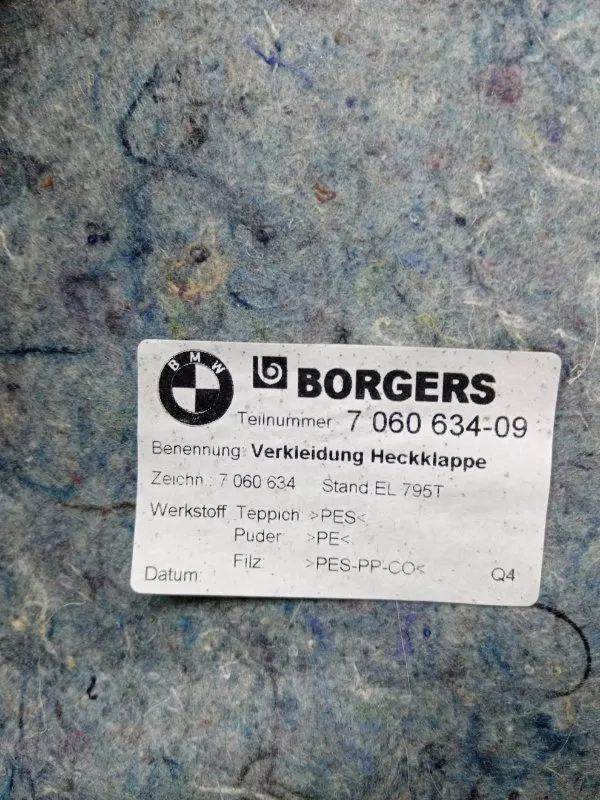 BMW
BORGERS
Teilnummer 7 060 634-09
Benennung: Verkleidung Heckklappe
Zeichn.: 7 060 634 Stand:EL 795T
Werkstoff Teppich: >PES<
Puder: >PE<
Filz: >PES-PP-CO<
Datum: Q4